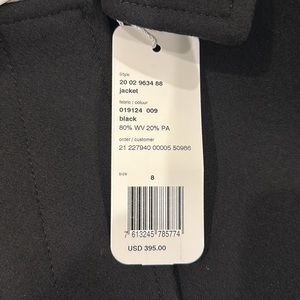 style
20 02 9634 88
jacket
fabric / colour
019124 009
black
80% WV 20% PA
order / customer
21 227940 00005 50986
size
8
7 613245 785774
USD 395.00